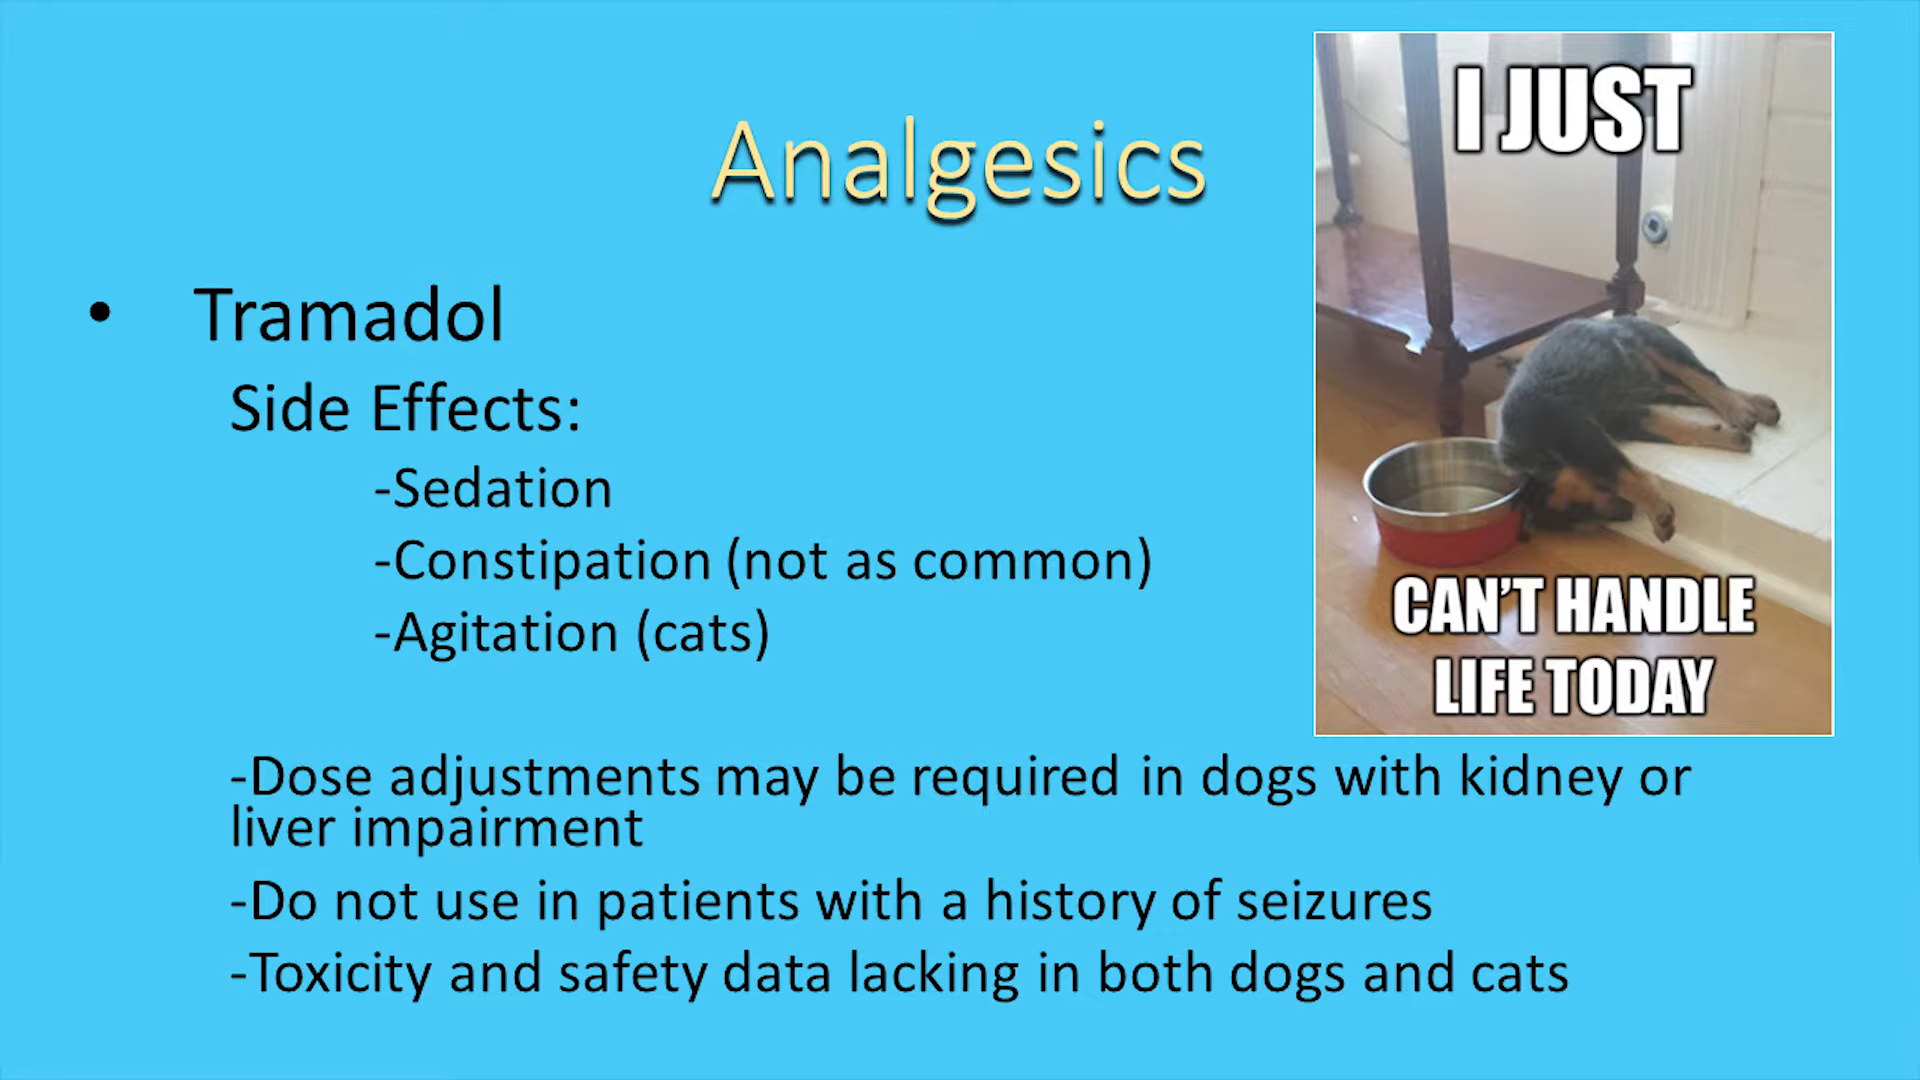 Analgesics
• Tramadol
Side Effects:
-Sedation
-Constipation (not as common)
-Agitation (cats)
-Dose adjustments may be required in dogs with kidney or
liver impairment
-Do not use in patients with a history of seizures
-Toxicity and safety data lacking in both dogs and cats
I JUST
CAN'T HANDLE
LIFE TODAY